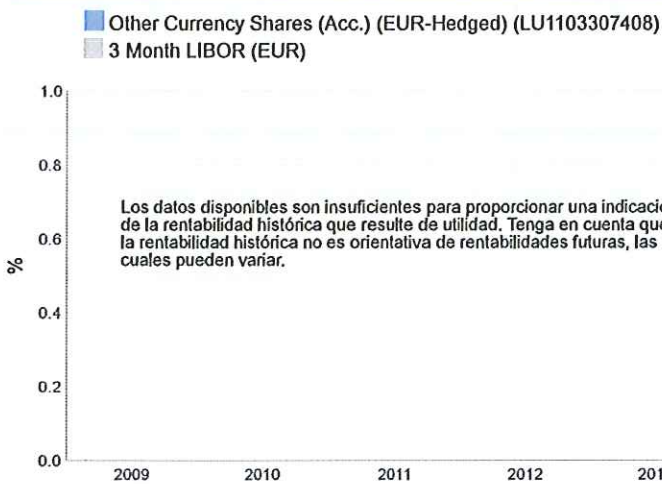 Other Currency Shares (Acc.) (EUR-Hedged) (LU1103307408)
3 Month LIBOR (EUR)
1.0
0.8
Los datos disponibles son insuficientes para proporcionar una indicació
de la rentabilidad histórica que resulte de utilidad. Tenga en cuenta qu
la rentabilidad histórica no es orientativa de rentabilidades futuras, las
cuales pueden variar.
0.6
%
0.4
0.2
0.0
2009 2010 2011 2012 201